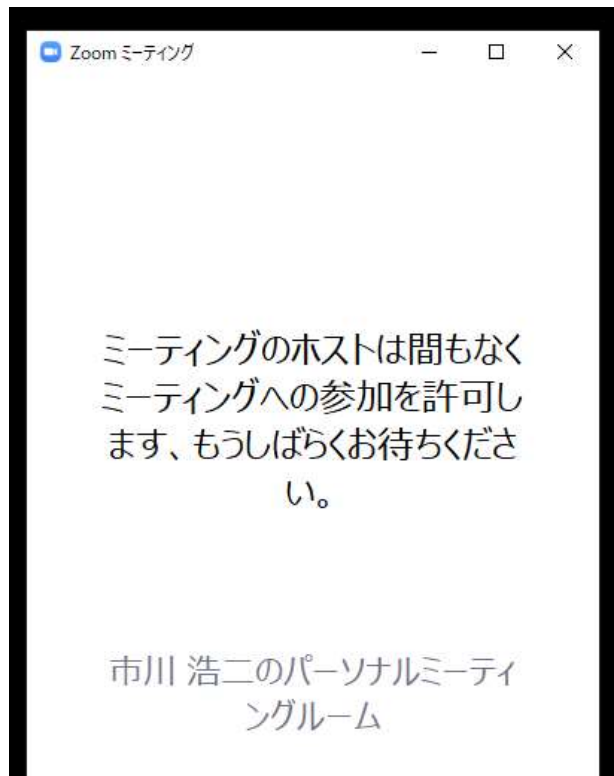 Zoom ミーティング
ミーティングのホストは間もなく
ミーティングへの参加を許可し
ます、もうしばらくお待ちくださ
い。
市川 浩二のパーソナルミーティ
ングルーム